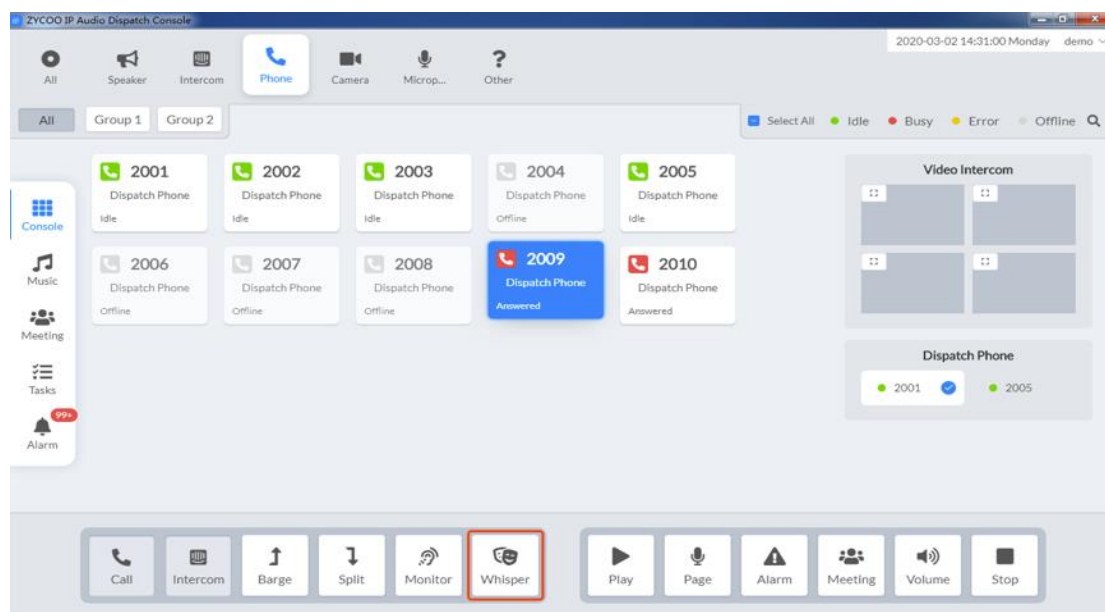 ZYCOO IP Audio Dispatch Console
2020-03-02 14:31:00 Monday demo
All Speaker Intercom Phone Camera Microp... Other
All Group 1 Group 2 Select All Idle Busy Error Offline
2001 2002 2003 2004 2005
Dispatch Phone Dispatch Phone Dispatch Phone Dispatch Phone Dispatch Phone
Idle Idle Idle Offline Idle
2006 2007 2008 2009 2010
Dispatch Phone Dispatch Phone Dispatch Phone Dispatch Phone Dispatch Phone
Offline Offline Offline Answered Answered
Console
Music
Meeting
Tasks
99+
Alarm
Video Intercom
Dispatch Phone
2001 2005
Call Intercom Barge Split Monitor Whisper Play Page Alarm Meeting Volume Stop